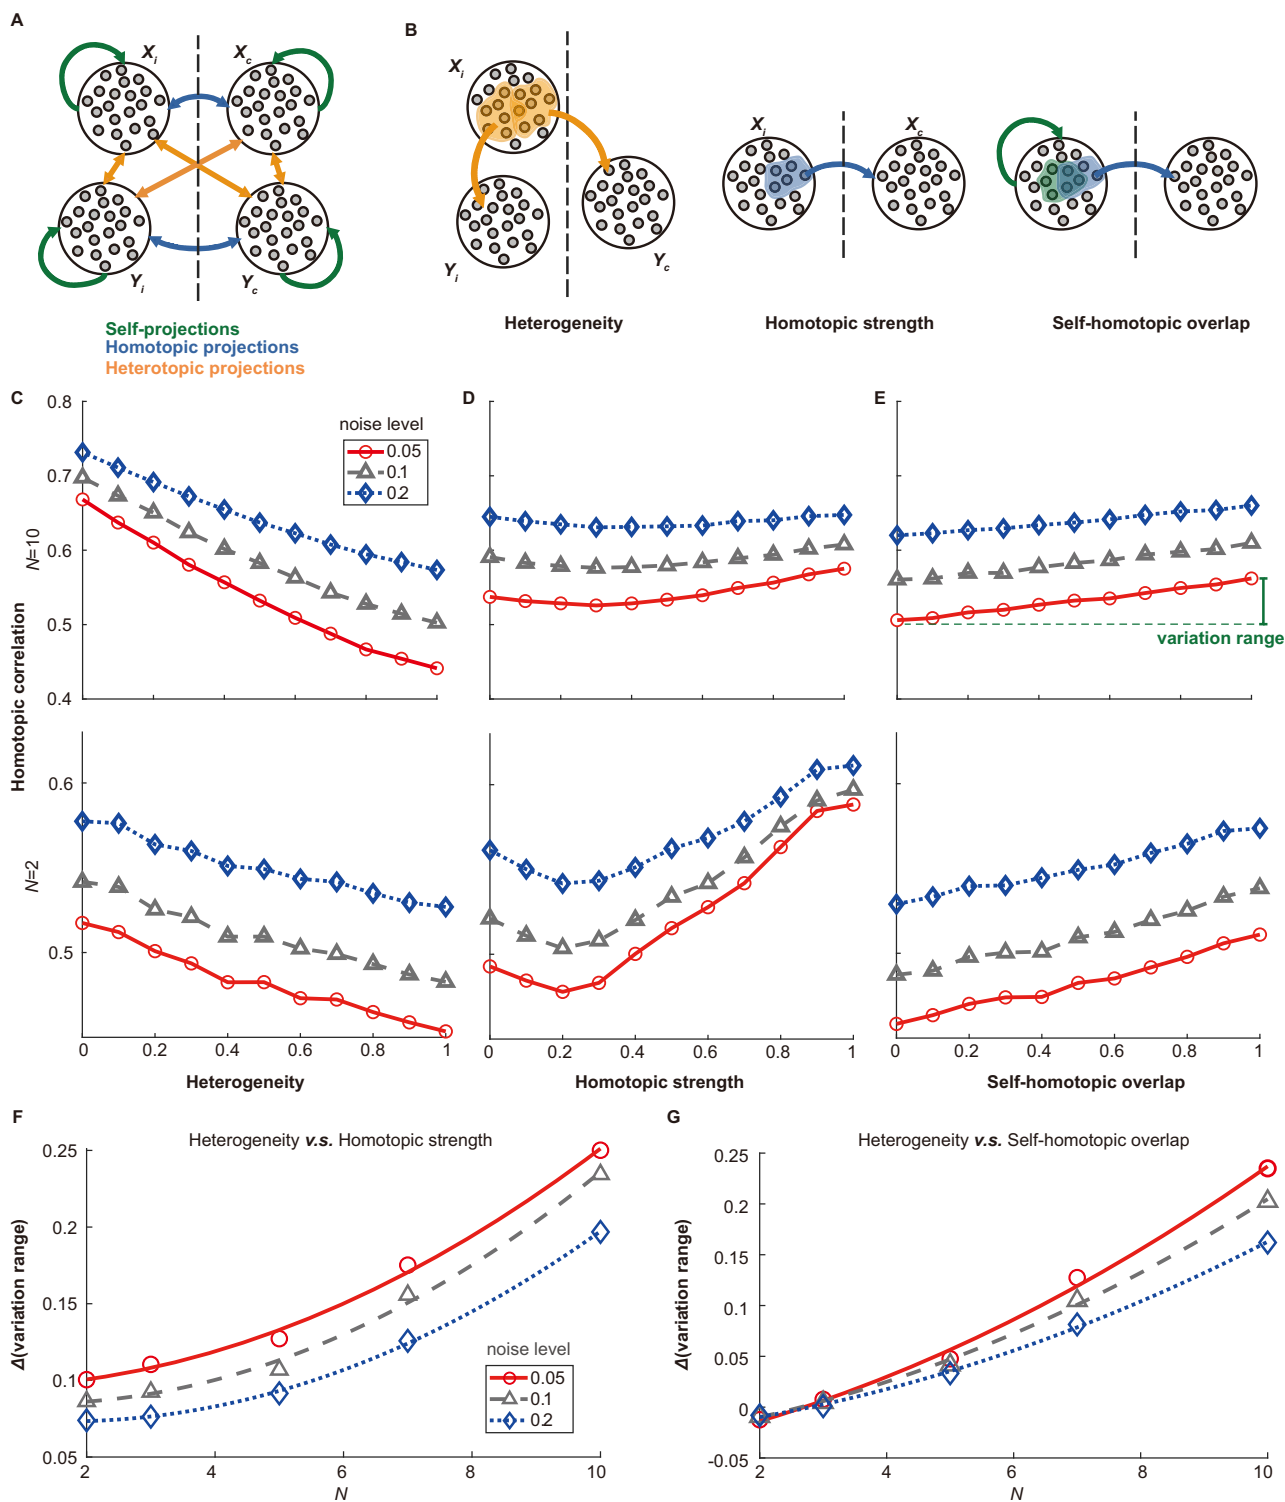 A
B
X_i
X_c
Y_i
Y_c
Self-projections
Homotopic projections
Heterotopic projections
X_i
Y_i
Y_c
Heterogeneity
X_i
X_c
Homotopic strength
Self-homotopic overlap
C
D
E
Homotopic correlation
N=10
0.8
0.7
0.6
0.5
0.4
noise level
0.05
0.1
0.2
variation range
N=2
0.6
0.5
0 0.2 0.4 0.6 0.8 1
Heterogeneity
0 0.2 0.4 0.6 0.8 1
Homotopic strength
0 0.2 0.4 0.6 0.8 1
Self-homotopic overlap
F
Heterogeneity v.s. Homotopic strength
Δ(variation range)
0.25
0.2
0.15
0.1
0.05
noise level
0.05
0.1
0.2
2 4 6 8 10
N
G
Heterogeneity v.s. Self-homotopic overlap
Δ(variation range)
0.25
0.2
0.15
0.1
0.05
0
-0.05
2 4 6 8 10
N